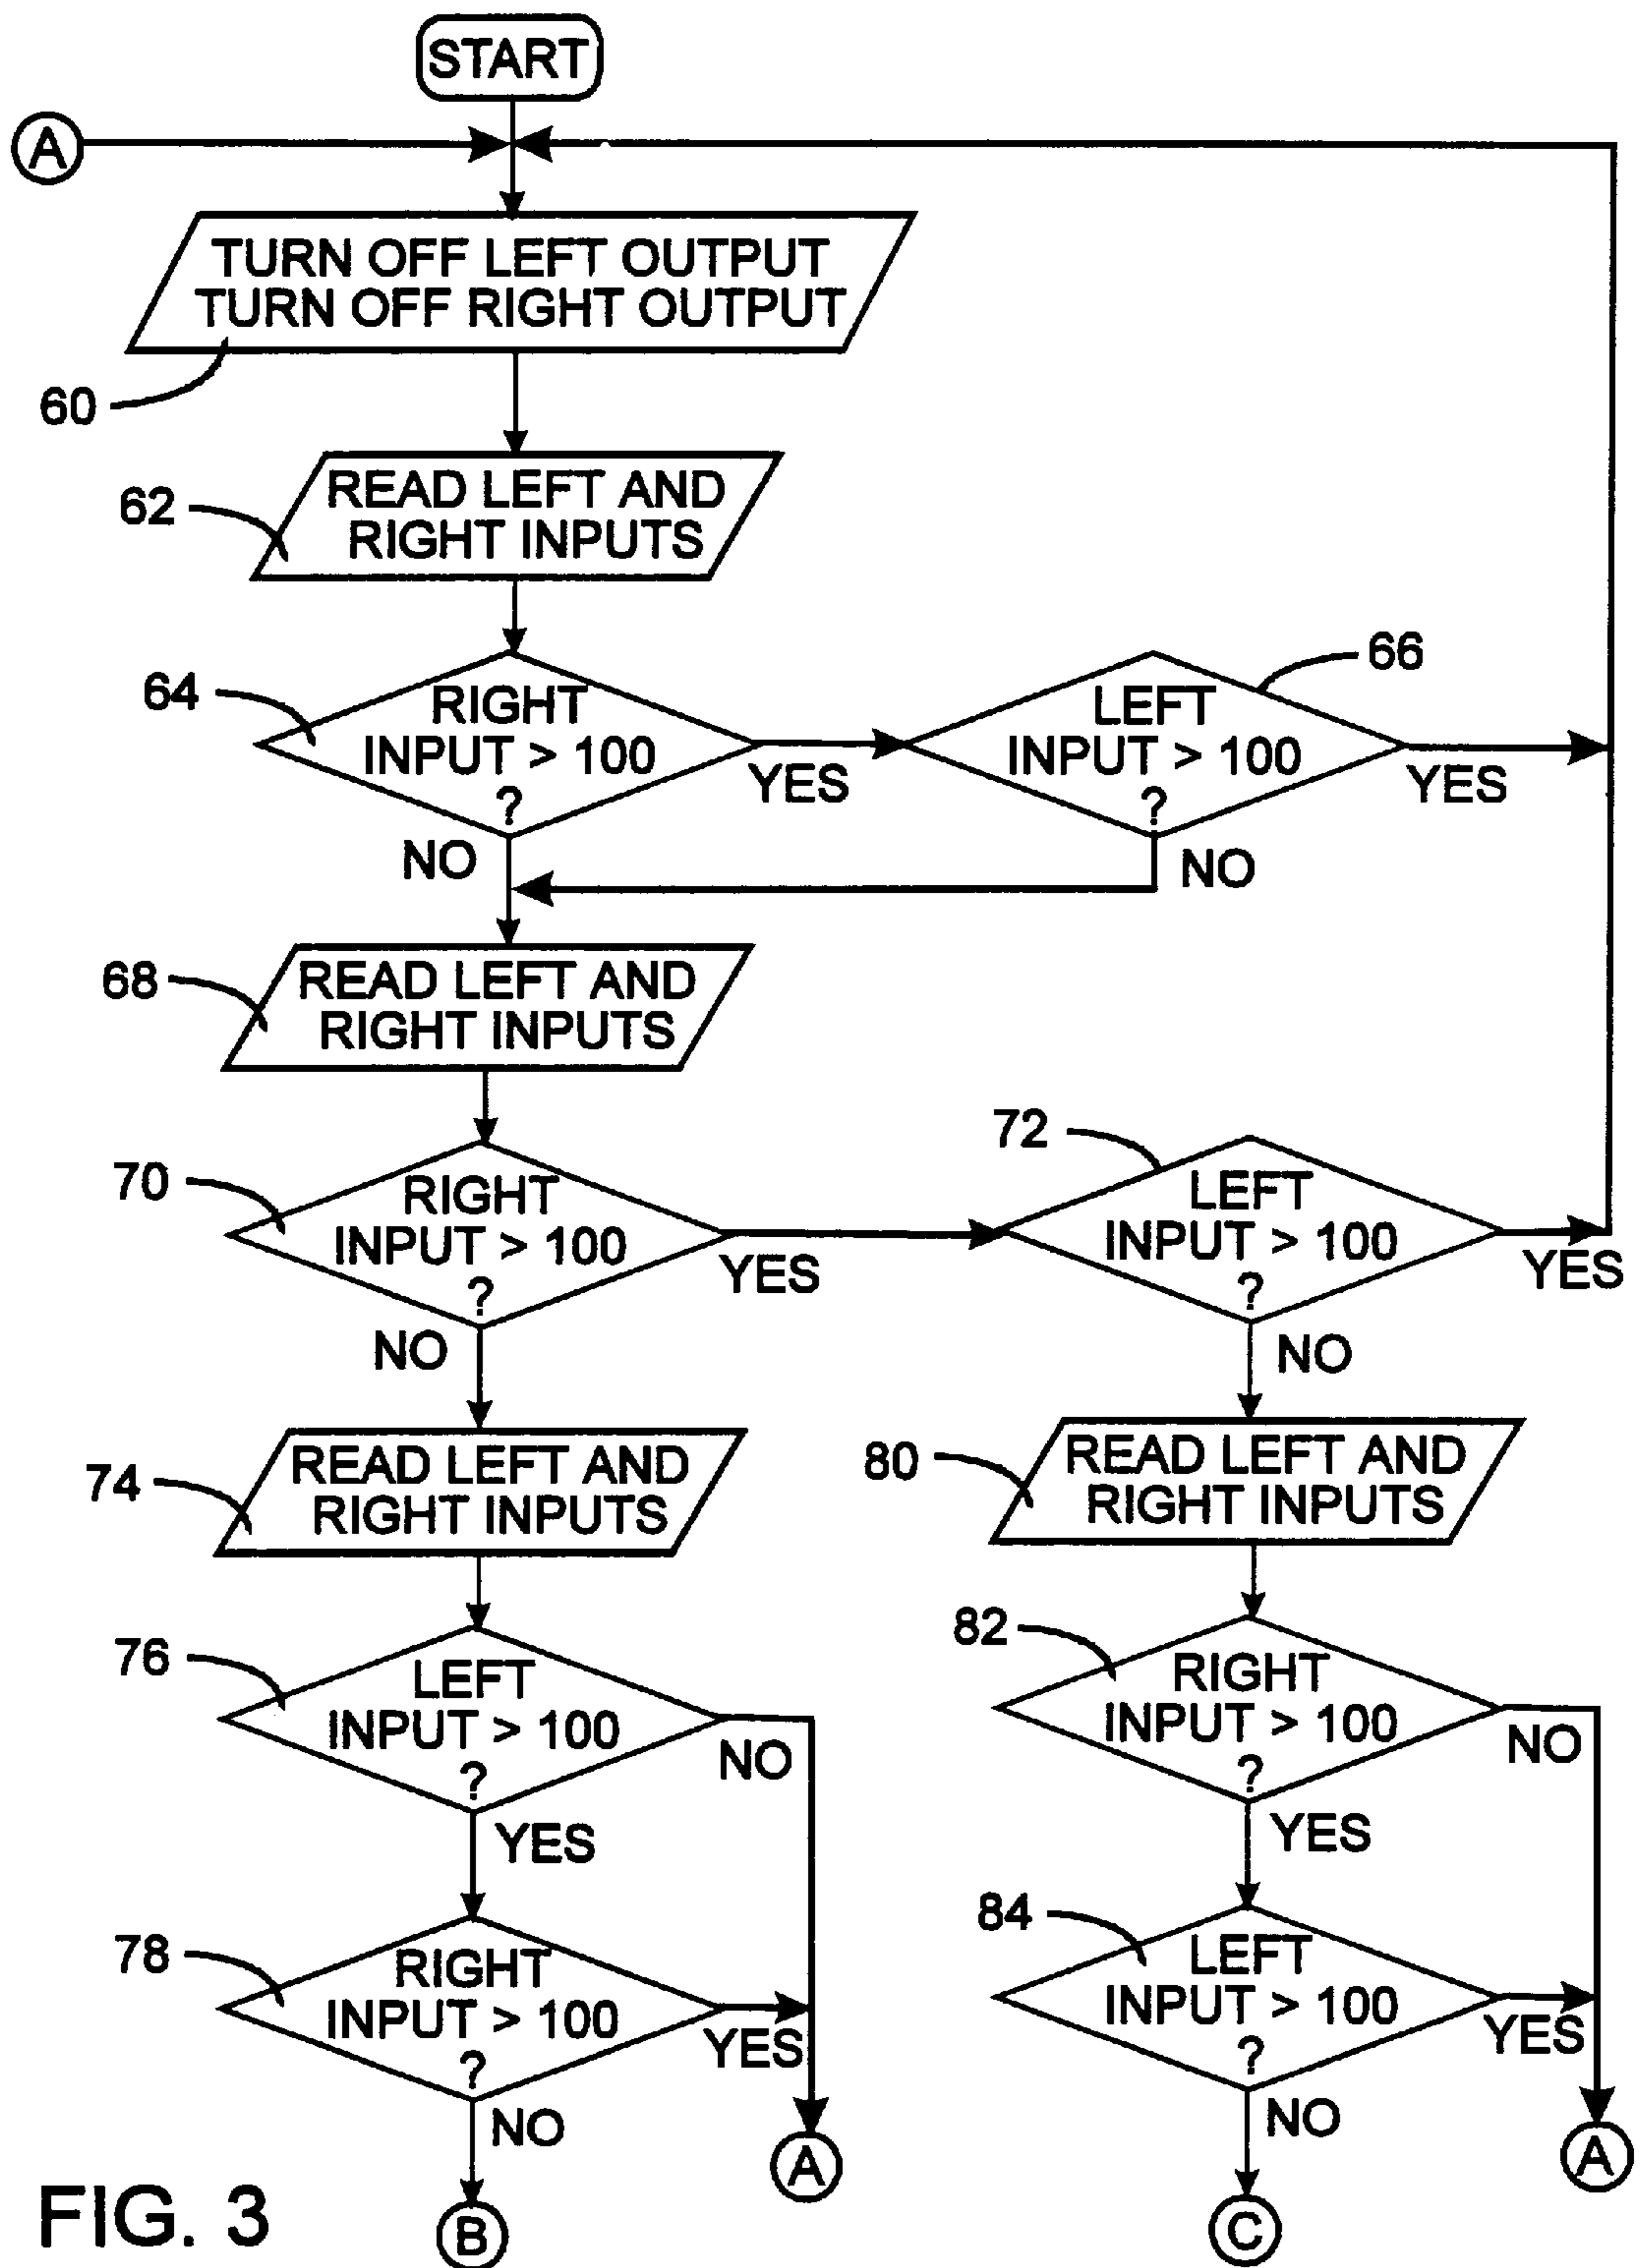 START
A
TURN OFF LEFT OUTPUT
TURN OFF RIGHT OUTPUT
60
READ LEFT AND
RIGHT INPUTS
62
64
RIGHT
INPUT > 100
?
YES
NO
66
LEFT
INPUT > 100
?
YES
NO
68
READ LEFT AND
RIGHT INPUTS
70
RIGHT
INPUT > 100
?
YES
NO
72
LEFT
INPUT > 100
?
YES
NO
74
READ LEFT AND
RIGHT INPUTS
80
READ LEFT AND
RIGHT INPUTS
76
LEFT
INPUT > 100
?
NO
YES
82
RIGHT
INPUT > 100
?
NO
YES
78
RIGHT
INPUT > 100
?
YES
NO
84
LEFT
INPUT > 100
?
YES
NO
A
A
B
C
FIG. 3